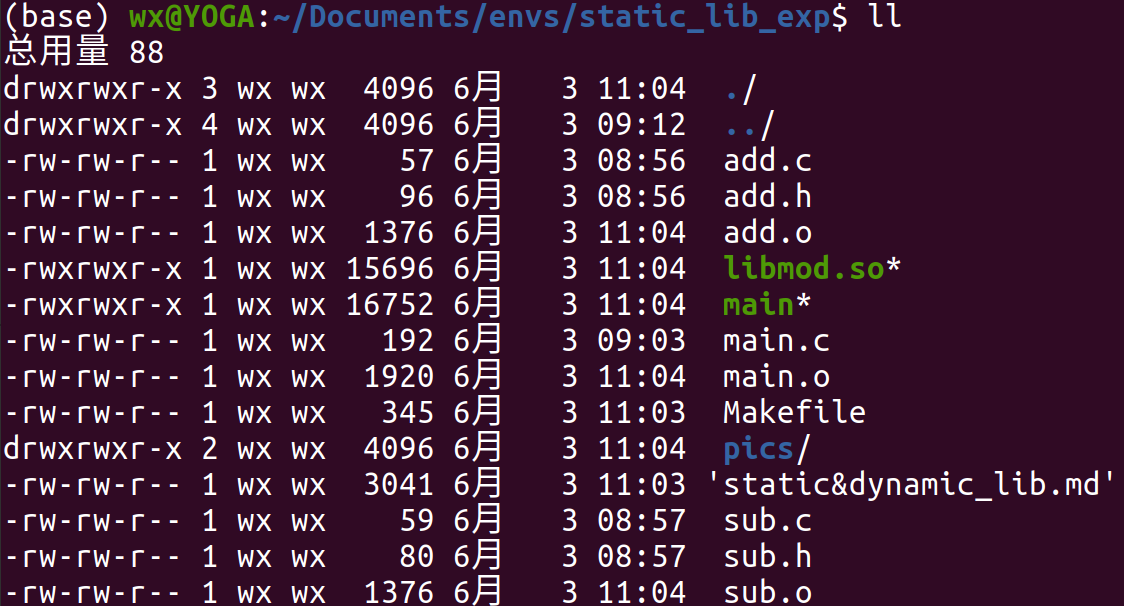 (base) wx@YOGA:~/Documents/envs/static_lib_exp$ ll
总用量 88
drwxrwxr-x 3 wx wx  4096 6月   3 11:04  ./
drwxrwxr-x 4 wx wx  4096 6月   3 09:12  ../
-rw-rw-r-- 1 wx wx    57 6月   3 08:56  add.c
-rw-rw-r-- 1 wx wx    96 6月   3 08:56  add.h
-rw-rw-r-- 1 wx wx  1376 6月   3 11:04  add.o
-rwxrwxr-x 1 wx wx 15696 6月   3 11:04  libmod.so*
-rwxrwxr-x 1 wx wx 16752 6月   3 11:04  main*
-rw-rw-r-- 1 wx wx   192 6月   3 09:03  main.c
-rw-rw-r-- 1 wx wx  1920 6月   3 11:04  main.o
-rw-rw-r-- 1 wx wx   345 6月   3 11:03  Makefile
drwxrwxr-x 2 wx wx  4096 6月   3 11:04  pics/
-rw-rw-r-- 1 wx wx  3041 6月   3 11:03 'static&dynamic_lib.md'
-rw-rw-r-- 1 wx wx    59 6月   3 08:57  sub.c
-rw-rw-r-- 1 wx wx    80 6月   3 08:57  sub.h
-rw-rw-r-- 1 wx wx  1376 6月   3 11:04  sub.o